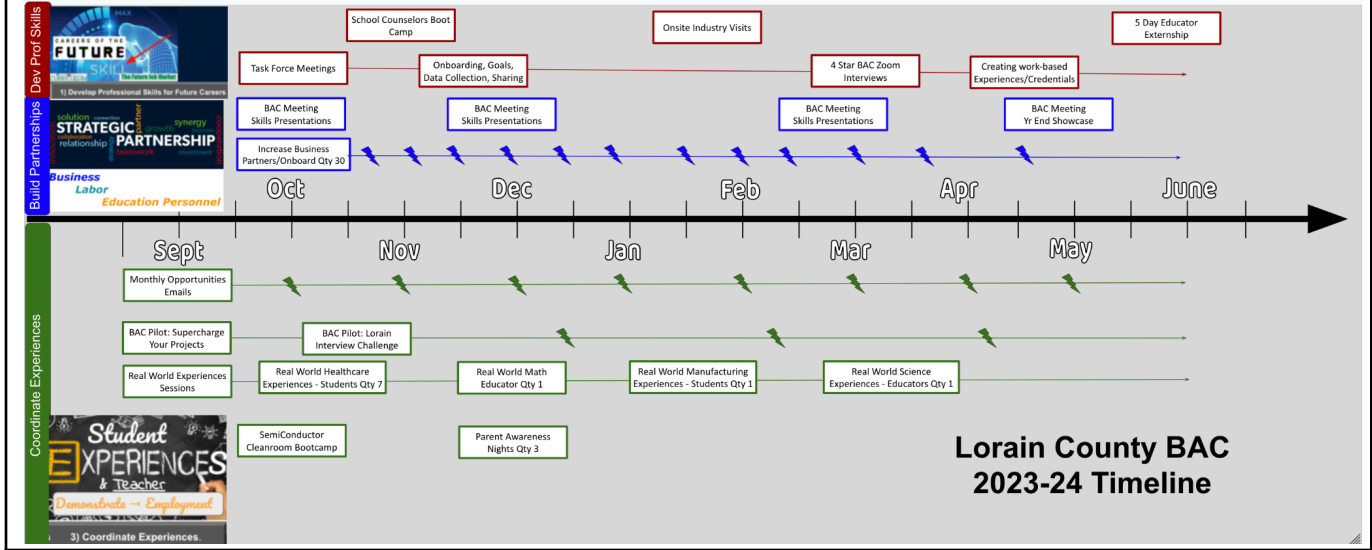 Dev Prof Skills
MAX
CAREERS OF THE
FUTURE
SKILL
The Future Job Market
1) Develop Professional Skills for Future Careers
School Counselors Boot
Camp
Onsite Industry Visits
5 Day Educator
Externship
Task Force Meetings
Onboarding, Goals,
Data Collection, Sharing
4 Star BAC Zoom
Interviews
Creating work-based
Experiences/Credentials
Build Partnerships
solution
partner
synergy
STRATEGIC
growth
PARTNERSHIP
relationship
teamwork
investment
cooperation
Business
Labor
Education Personnel
BAC Meeting
Skills Presentations
BAC Meeting
Skills Presentations
BAC Meeting
Skills Presentations
BAC Meeting
Yr End Showcase
Increase Business
Partners/Onboard Qty 30
Oct
Dec
Feb
Apr
June
Sept
Nov
Jan
Mar
May
Coordinate Experiences
Monthly Opportunities
Emails
BAC Pilot: Supercharge
Your Projects
BAC Pilot: Lorain
Interview Challenge
Real World Experiences
Sessions
Real World Healthcare
Experiences - Students Qty 7
Real World Math
Educator Qty 1
Real World Manufacturing
Experiences - Students Qty 1
Real World Science
Experiences - Educators Qty 1
SemiConductor
Cleanroom Bootcamp
Parent Awareness
Nights Qty 3
Student
EXPERIENCES
& Teacher
Demonstrate → Employment
3) Coordinate Experiences.
Lorain County BAC
2023-24 Timeline